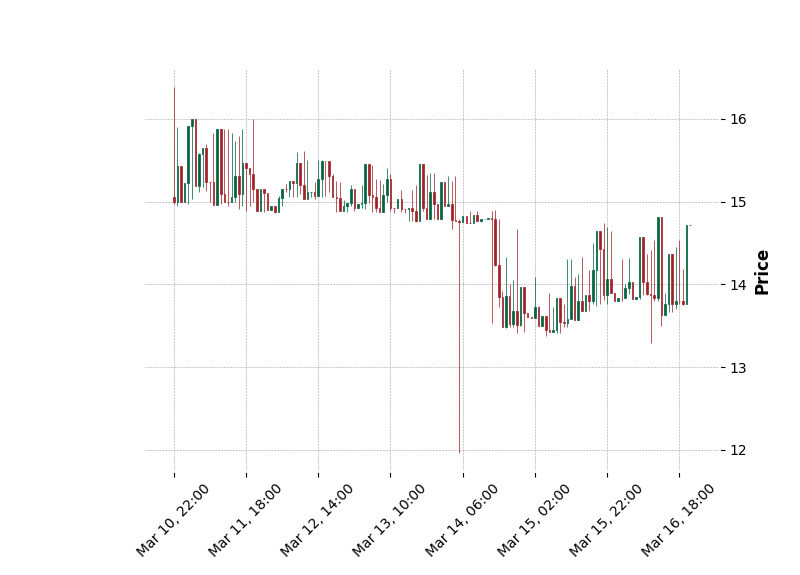 16
15
14
13
12
Price
Mar 10, 22:00
Mar 11, 18:00
Mar 12, 14:00
Mar 13, 10:00
Mar 14, 06:00
Mar 15, 02:00
Mar 15, 22:00
Mar 16, 18:00